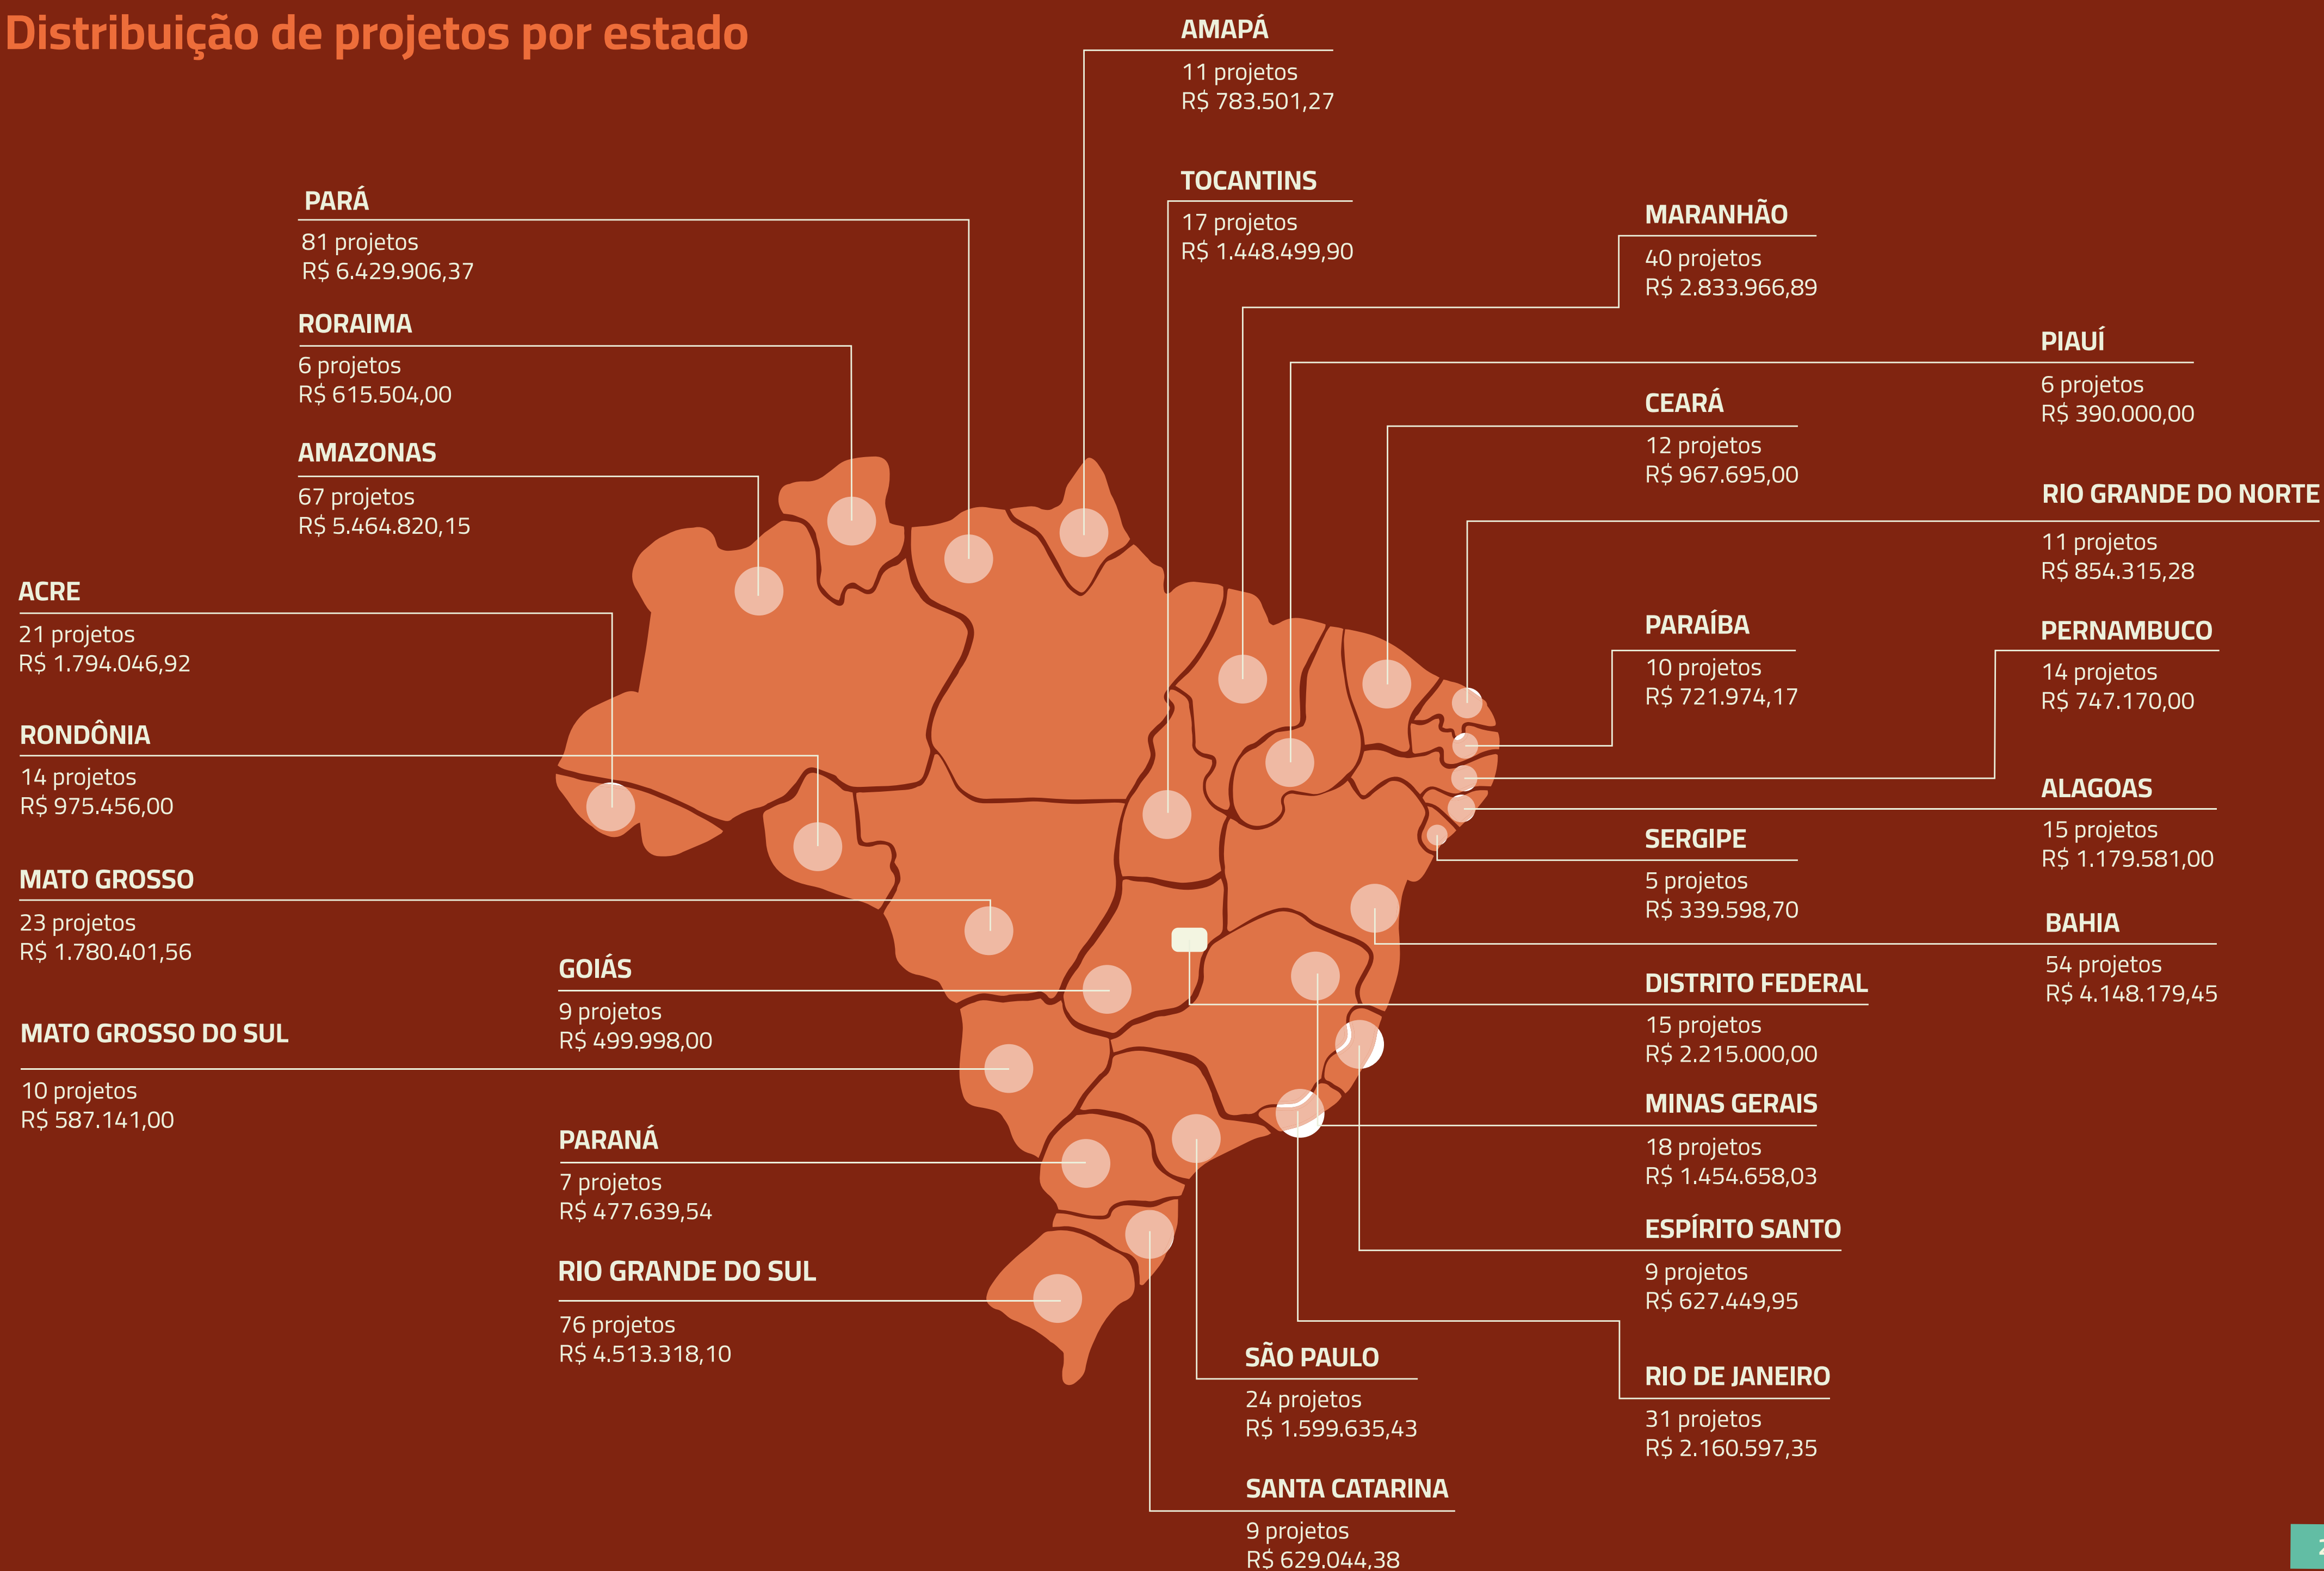 Distribuição de projetos por estado
AMAPÁ
11 projetos
R$ 783.501,27
TOCANTINS
17 projetos
R$ 1.448.499,90
PARÁ
81 projetos
R$ 6.429.906,37
RORAIMA
6 projetos
R$ 615.504,00
AMAZONAS
67 projetos
R$ 5.464.820,15
ACRE
21 projetos
R$ 1.794.046,92
RONDÔNIA
14 projetos
R$ 975.456,00
MATO GROSSO
23 projetos
R$ 1.780.401,56
MATO GROSSO DO SUL
10 projetos
R$ 587.141,00
GOIÁS
9 projetos
R$ 499.998,00
PARANÁ
7 projetos
R$ 477.639,54
RIO GRANDE DO SUL
76 projetos
R$ 4.513.318,10
MARANHÃO
40 projetos
R$ 2.833.966,89
PIAUÍ
6 projetos
R$ 390.000,00
CEARÁ
12 projetos
R$ 967.695,00
RIO GRANDE DO NORTE
11 projetos
R$ 854.315,28
PARAÍBA
10 projetos
R$ 721.974,17
PERNAMBUCO
14 projetos
R$ 747.170,00
ALAGOAS
15 projetos
R$ 1.179.581,00
SERGIPE
5 projetos
R$ 339.598,70
BAHIA
54 projetos
R$ 4.148.179,45
DISTRITO FEDERAL
15 projetos
R$ 2.215.000,00
MINAS GERAIS
18 projetos
R$ 1.454.658,03
ESPÍRITO SANTO
9 projetos
R$ 627.449,95
RIO DE JANEIRO
31 projetos
R$ 2.160.597,35
SÃO PAULO
24 projetos
R$ 1.599.635,43
SANTA CATARINA
9 projetos
R$ 629.044,38